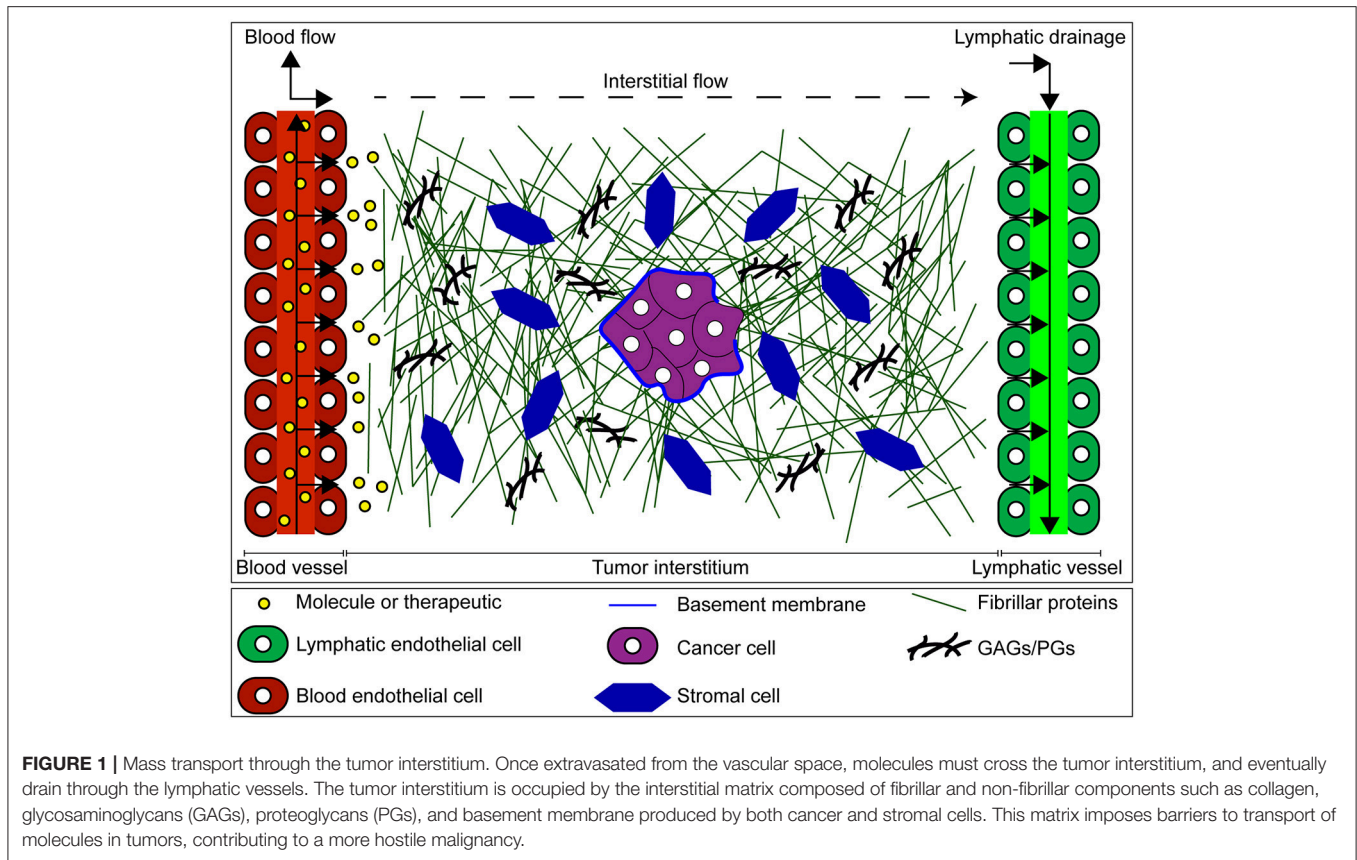 Blood flow
Lymphatic drainage
Interstitial flow
Blood vessel
Tumor interstitium
Lymphatic vessel
Molecule or therapeutic
Basement membrane
Fibrillar proteins
Lymphatic endothelial cell
Cancer cell
GAGs/PGs
Blood endothelial cell
Stromal cell
FIGURE 1 | Mass transport through the tumor interstitium. Once extravasated from the vascular space, molecules must cross the tumor interstitium, and eventually
drain through the lymphatic vessels. The tumor interstitium is occupied by the interstitial matrix composed of fibrillar and non-fibrillar components such as collagen,
glycosaminoglycans (GAGs), proteoglycans (PGs), and basement membrane produced by both cancer and stromal cells. This matrix imposes barriers to transport of
molecules in tumors, contributing to a more hostile malignancy.